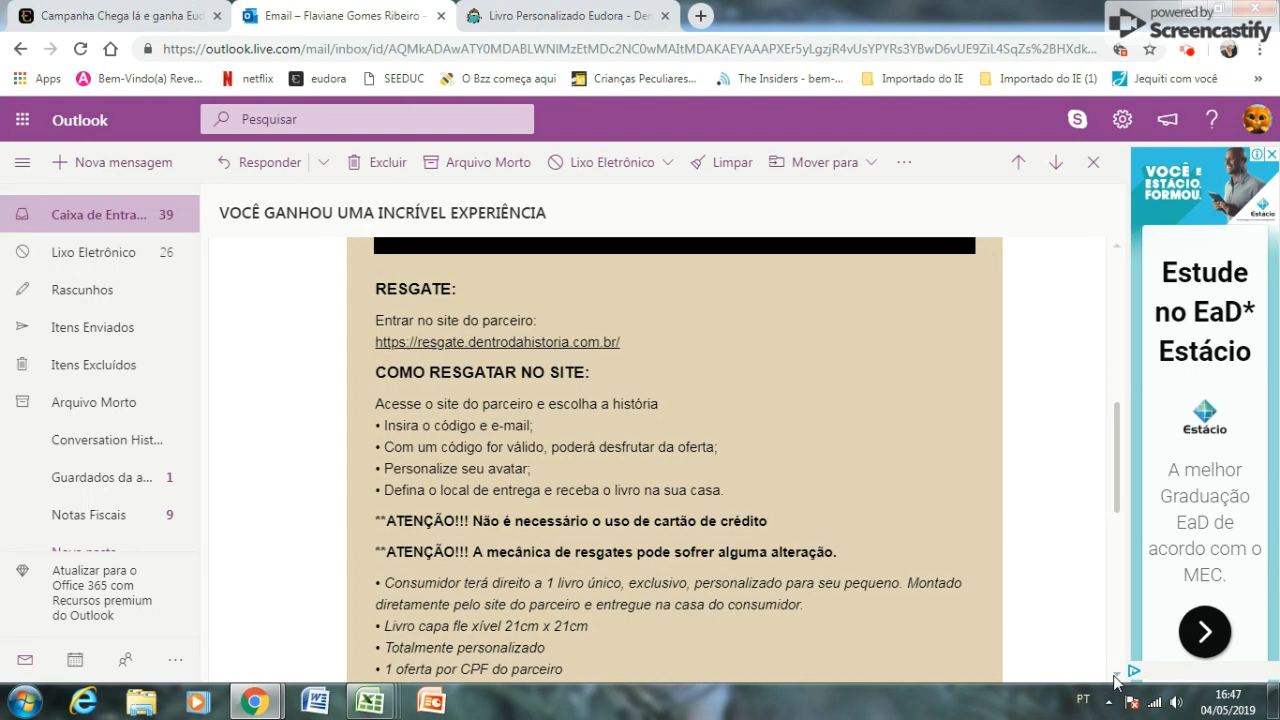 Campanha Chega lá e ganha Eud
Email – Flaviane Gomes Ribeiro –
Livro Personalizado Eudora - Den
powered by
Screencastify
https://outlook.live.com/mail/inbox/id/
Apps
Bem-Vindo(a) Reve...
netflix
eudora
SEEDUC
O Bzz começa aqui
Crianças Peculiares...
The Insiders - bem-...
Importado do IE
Importado do IE (1)
Jequiti com você
»
Outlook
Pesquisar
Nova mensagem
Responder
Excluir
Arquivo Morto
Lixo Eletrônico
Limpar
Mover para
Caixa de Entra... 39
Lixo Eletrônico 26
Rascunhos
Itens Enviados
Itens Excluídos
Arquivo Morto
Conversation Hist...
Guardados da a... 1
Notas Fiscais 9
Atualizar para o
Office 365 com
Recursos premium
do Outlook
VOCÊ GANHOU UMA INCRÍVEL EXPERIÊNCIA
RESGATE:
Entrar no site do parceiro:
https://resgate.dentrodahistoria.com.br/
COMO RESGATAR NO SITE:
Acesse o site do parceiro e escolha a história
• Insira o código e e-mail;
• Com um código for válido, poderá desfrutar da oferta;
• Personalize seu avatar;
• Defina o local de entrega e receba o livro na sua casa.
**ATENÇÃO!!! Não é necessário o uso de cartão de crédito
**ATENÇÃO!!! A mecânica de resgates pode sofrer alguma alteração.
• Consumidor terá direito a 1 livro único, exclusivo, personalizado para seu pequeno. Montado
diretamente pelo site do parceiro e entregue na casa do consumidor.
• Livro capa fle xível 21cm x 21cm
• Totalmente personalizado
• 1 oferta por CPF do parceiro
VOCÊ E
ESTÁCIO.
FORMOU.
Estácio
Estude
no EaD*
Estácio
Estácio
A melhor
Graduação
EaD de
acordo com o
MEC.
PT
16:47
04/05/2019